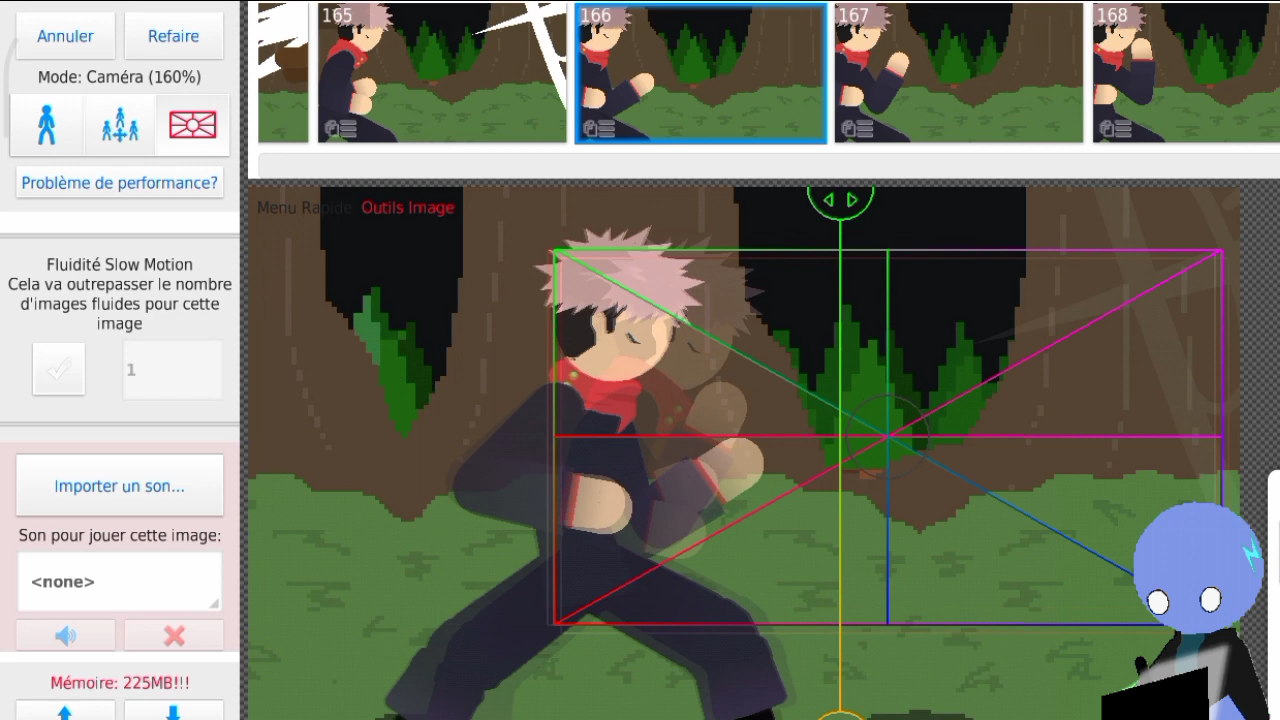 Annuler
Refaire
Mode: Caméra (160%)
Problème de performance?
Fluidité Slow Motion
Cela va outrepasser le nombre
d'images fluides pour cette
image
1
Importer un son...
Son pour jouer cette image:
<none>
Mémoire: 225MB!!!
165
166
167
168
Menu Rapide Outils Image